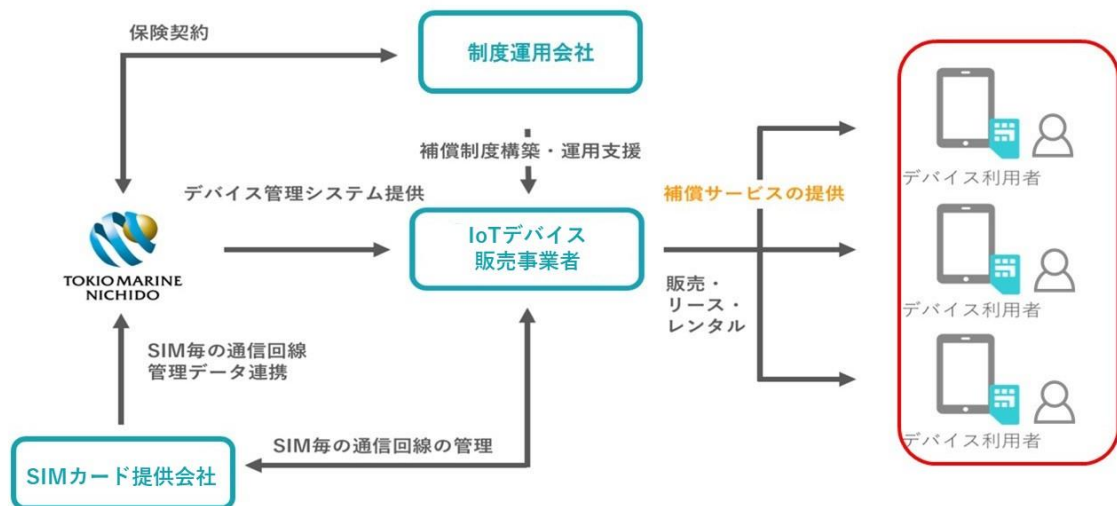 保険契約
制度運用会社
補償制度構築・運用支援
デバイス管理システム提供
補償サービスの提供
IoTデバイス
販売事業者
TOKIO MARINE
NICHIDO
販売・
リース・
レンタル
SIM毎の通信回線
管理データ連携
SIM毎の通信回線の管理
SIMカード提供会社
デバイス利用者
デバイス利用者
デバイス利用者